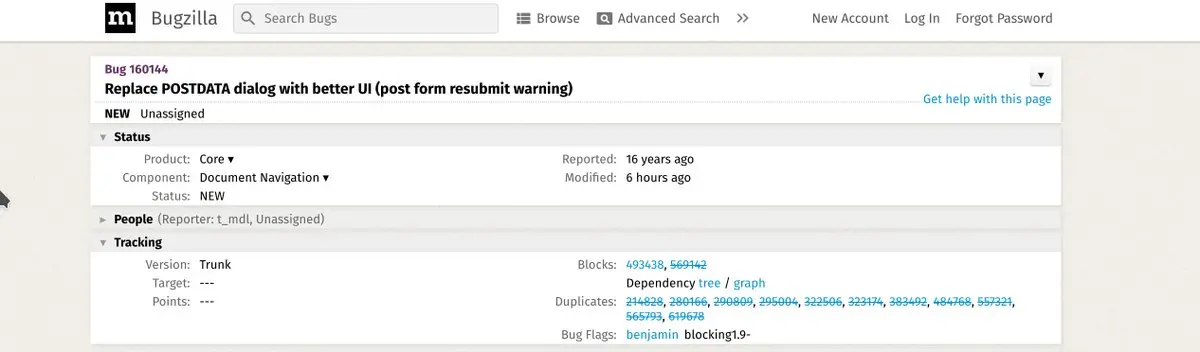 m Bugzilla Search Bugs Browse Advanced Search >> New Account Log In Forgot Password
Bug 160144
Replace POSTDATA dialog with better UI (post form resubmit warning)
Get help with this page
NEW Unassigned
Status
Product: Core ▾ Reported: 16 years ago
Component: Document Navigation ▾ Modified: 6 hours ago
Status: NEW
People (Reporter: t_mdl, Unassigned)
Tracking
Version: Trunk Blocks: 493438, 569142
Target: --- Dependency tree / graph
Points: --- Duplicates: 214828, 280166, 290809, 295004, 322506, 323174, 383492, 484768, 557321,
565793, 619678
Bug Flags: benjamin blocking1.9-